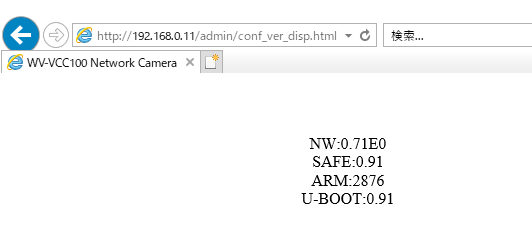 http://192.168.0.11/admin/conf_ver_disp.html
検索...
WV-VCC100 Network Camera
NW:0.71E0
SAFE:0.91
ARM:2876
U-BOOT:0.91